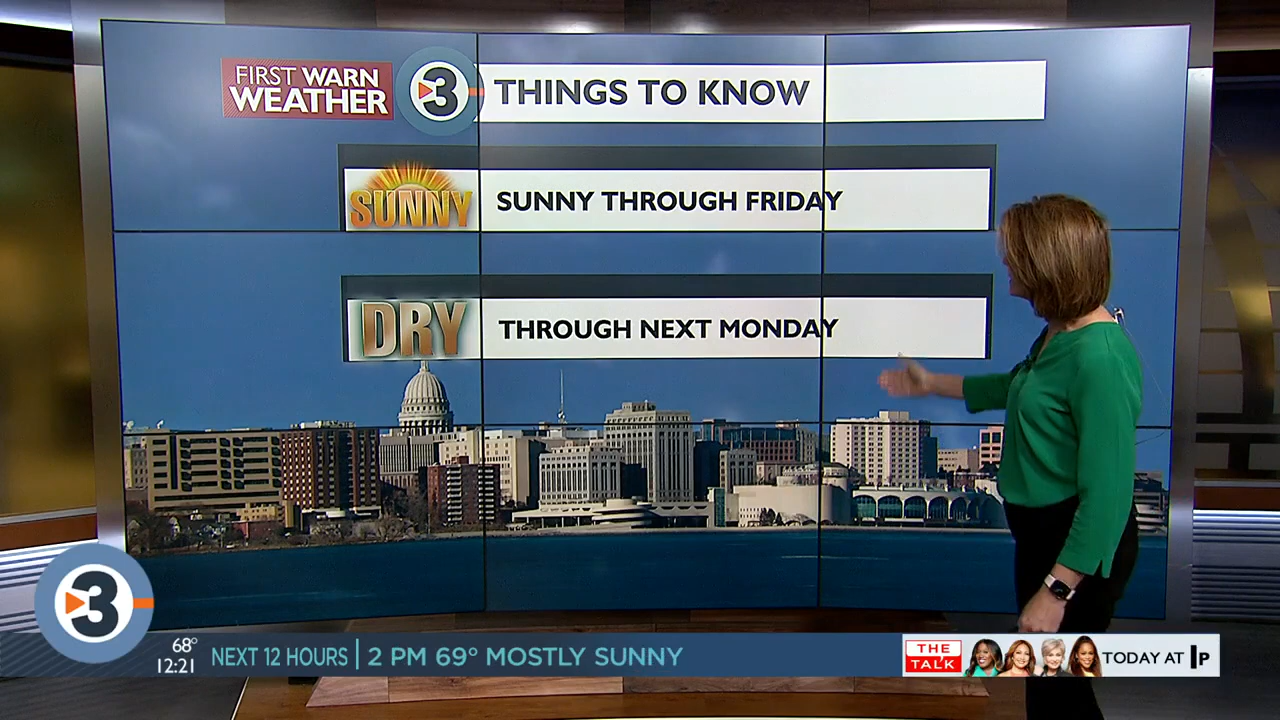 FIRST WARN
WEATHER
3 THINGS TO KNOW
SUNNY SUNNY THROUGH FRIDAY
DRY THROUGH NEXT MONDAY
3
68°
12:21
NEXT 12 HOURS | 2 PM 69° MOSTLY SUNNY
THE
TALK
TODAY AT 1P